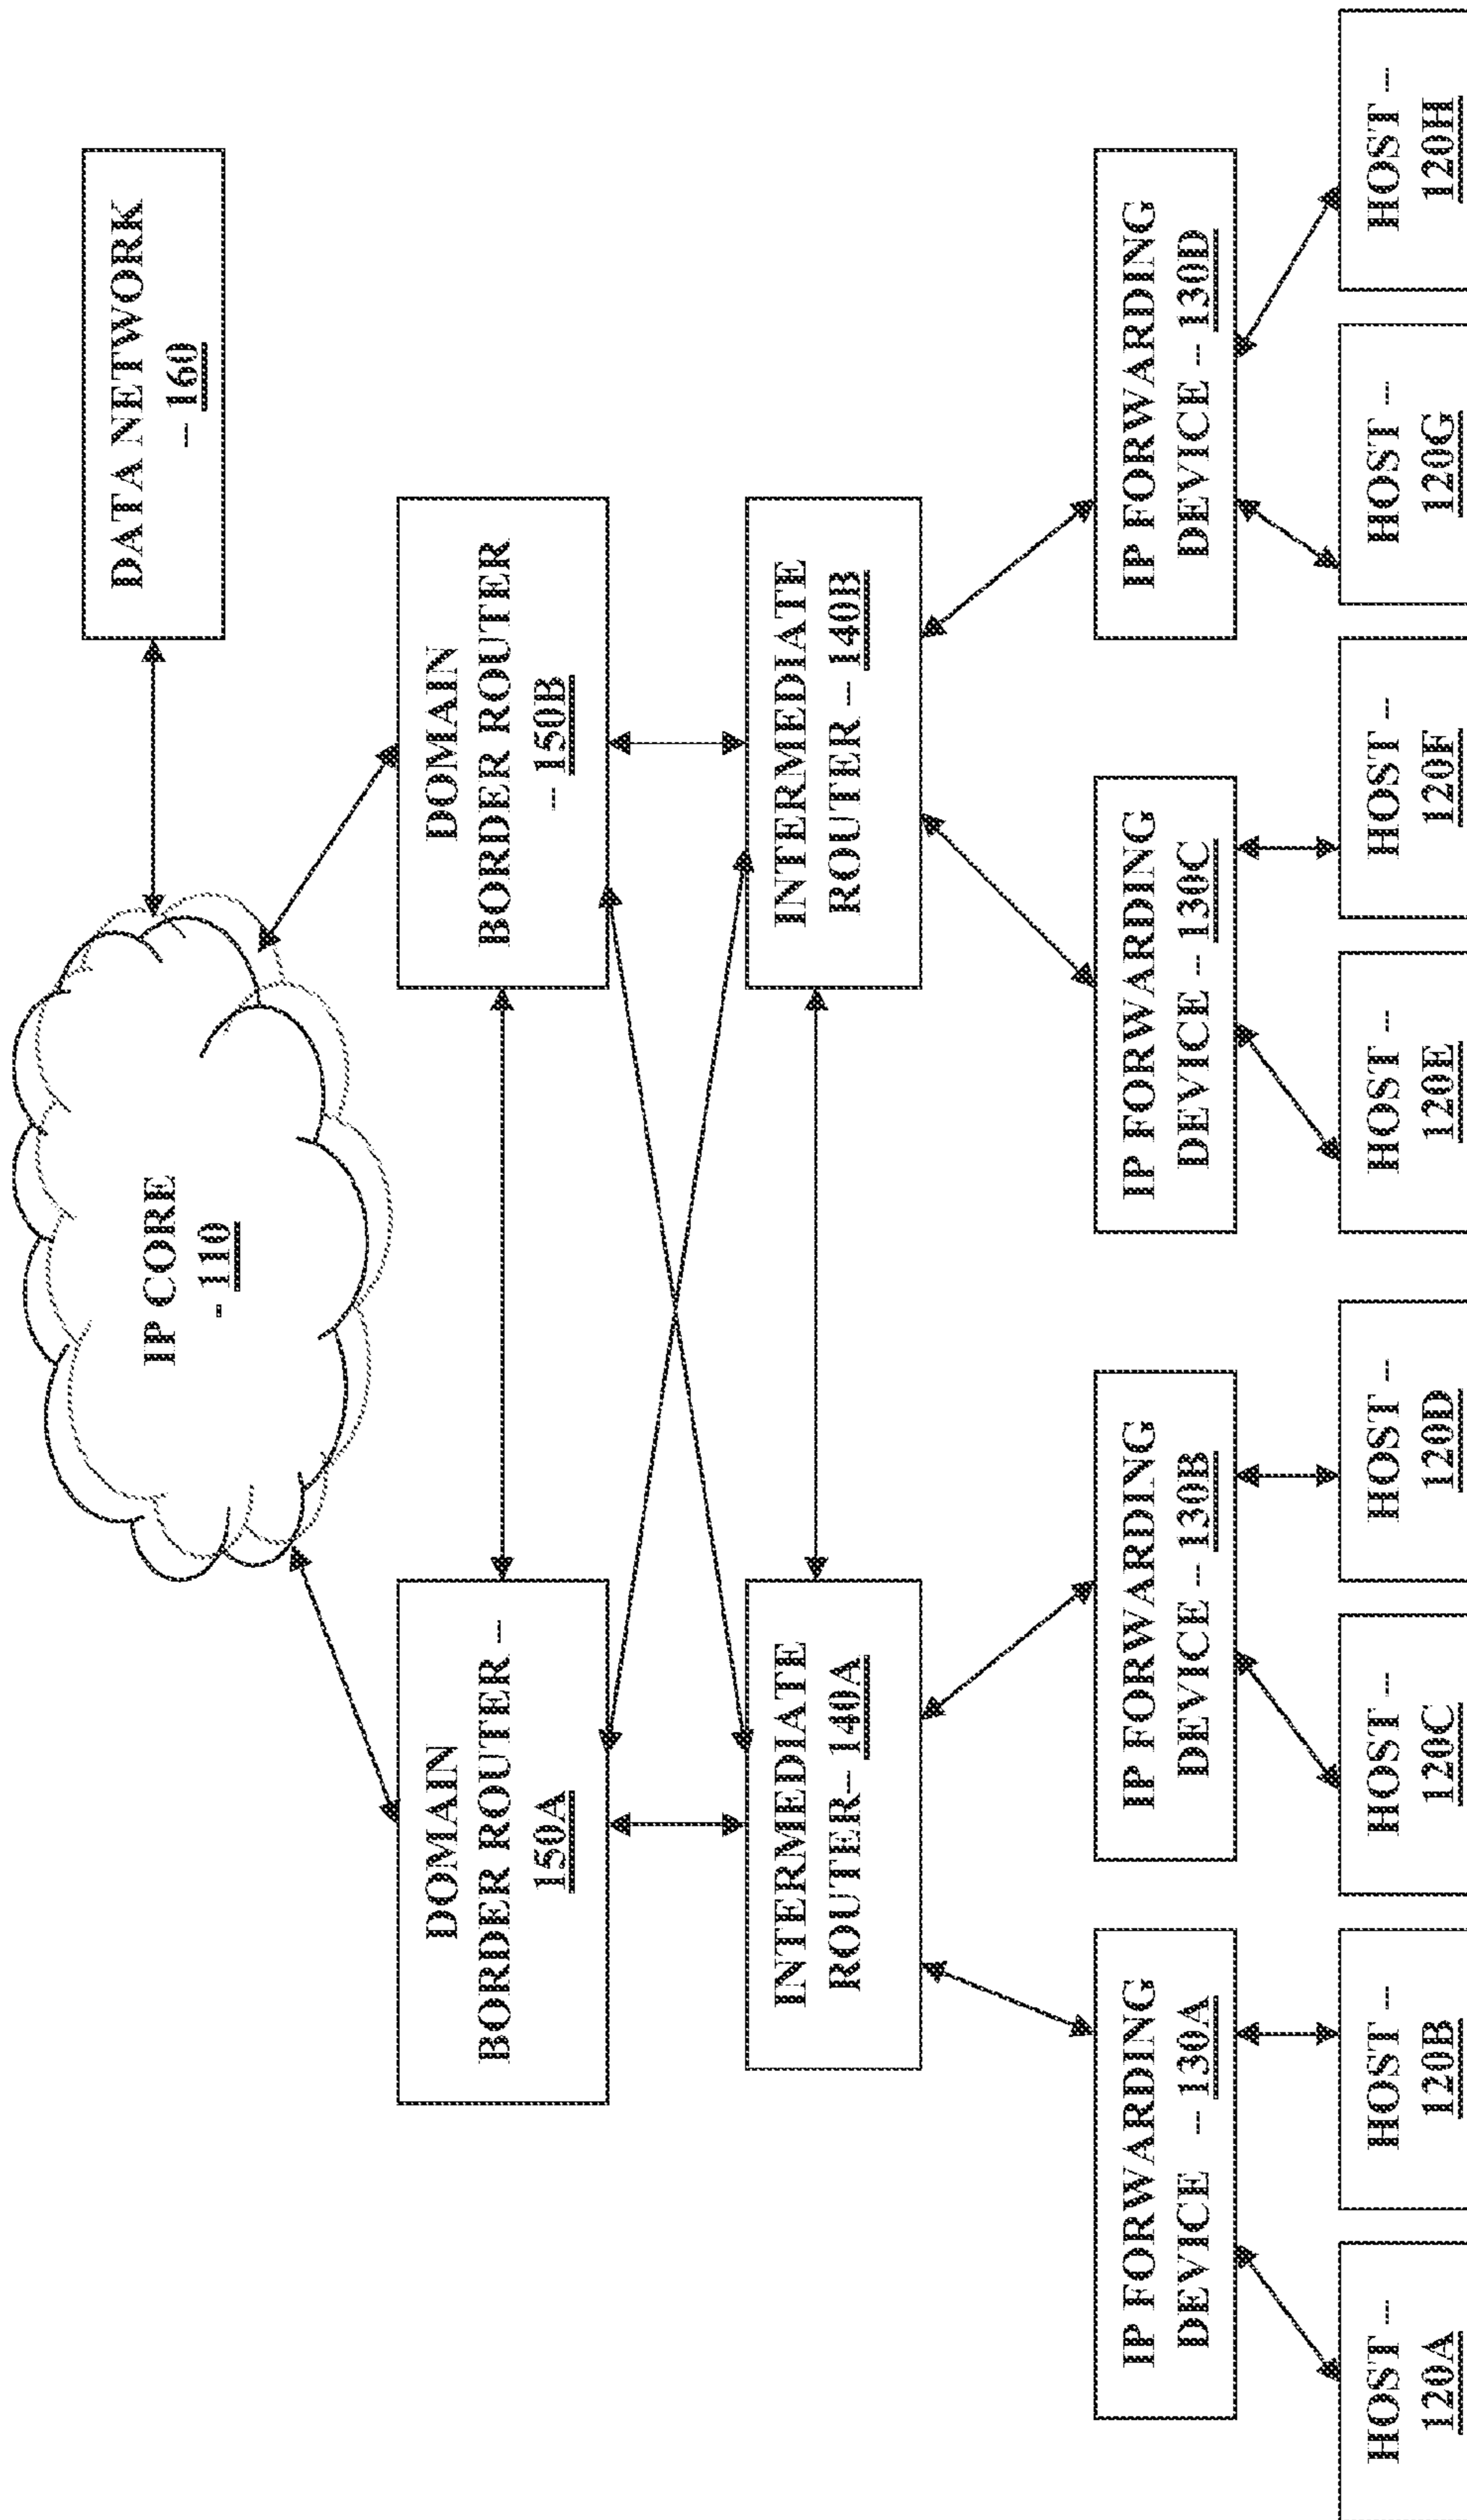 IP CORE
- 110
DATA NETWORK
-- 160
DOMAIN
BORDER ROUTER --
150A
DOMAIN
BORDER ROUTER
-- 150B
INTERMEDIATE
ROUTER-- 140A
INTERMEDIATE
ROUTER -- 140B
IP FORWARDING
DEVICE -- 130A
IP FORWARDING
DEVICE -- 130B
IP FORWARDING
DEVICE -- 130C
IP FORWARDING
DEVICE -- 130D
HOST --
120A
HOST --
120B
HOST --
120C
HOST --
120D
HOST --
120E
HOST --
120F
HOST --
120G
HOST --
120H